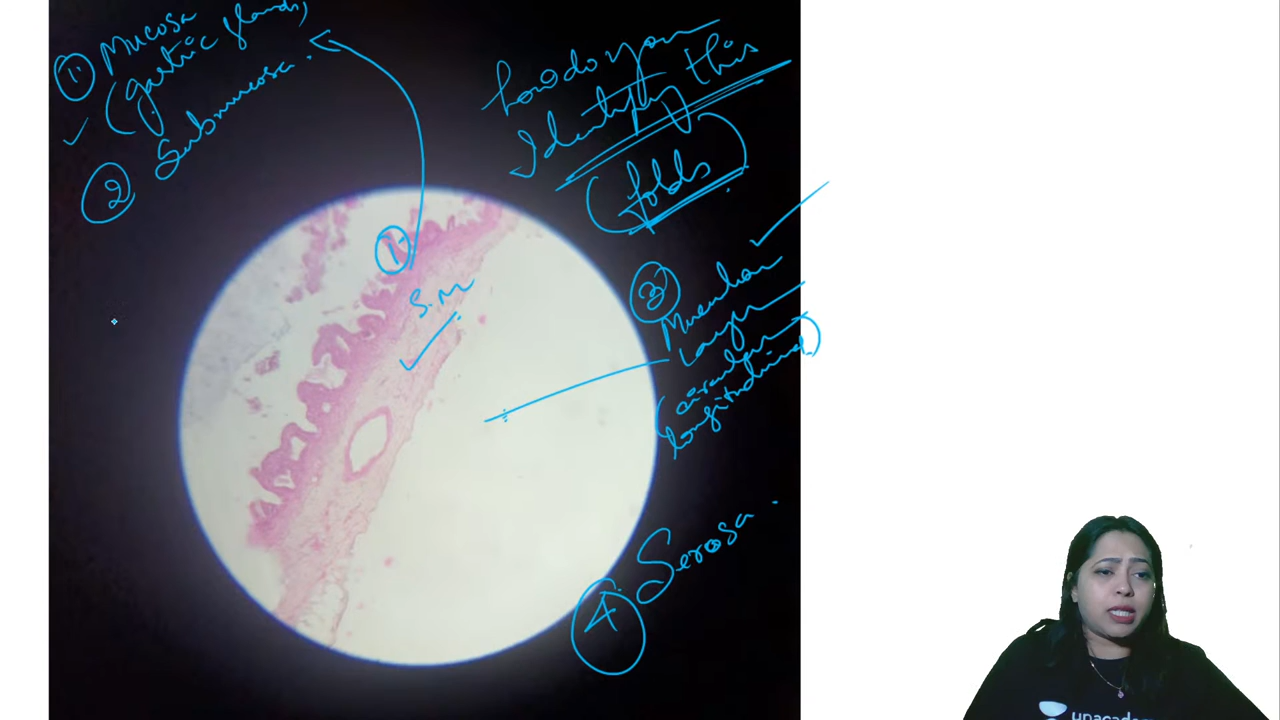 ① Mucosa
(gastric glands)
② Submucosa.
how do you
Identify this
(folds)
①
S.M
③
Muscular
Layer
(circular
longitudinal)
④ Serosa.
unacademy